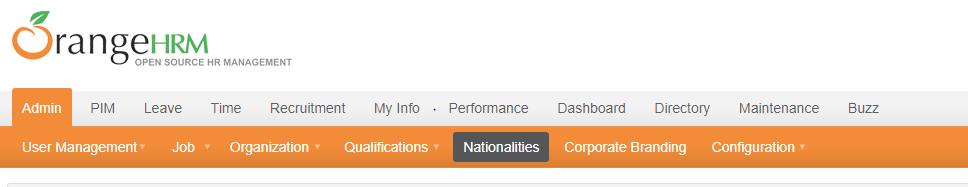 OrangeHRM
OPEN SOURCE HR MANAGEMENT
Admin PIM Leave Time Recruitment My Info Performance Dashboard Directory Maintenance Buzz
User Management Job Organization Qualifications Nationalities Corporate Branding Configuration